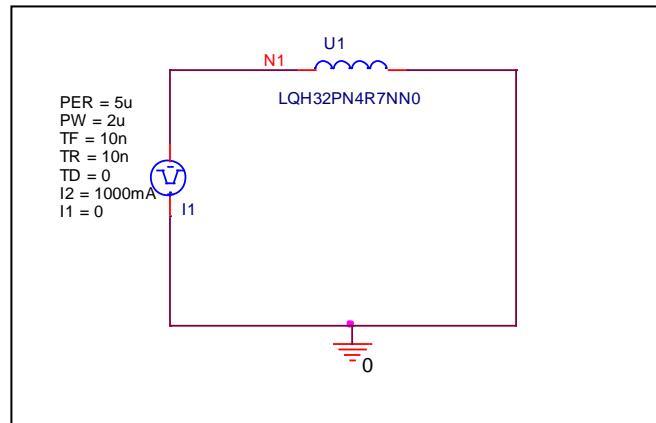 U1
N1
LQH32PN4R7NN0
PER = 5u
PW = 2u
TF = 10n
TR = 10n
TD = 0
I2 = 1000mA
I1 = 0
I1
0